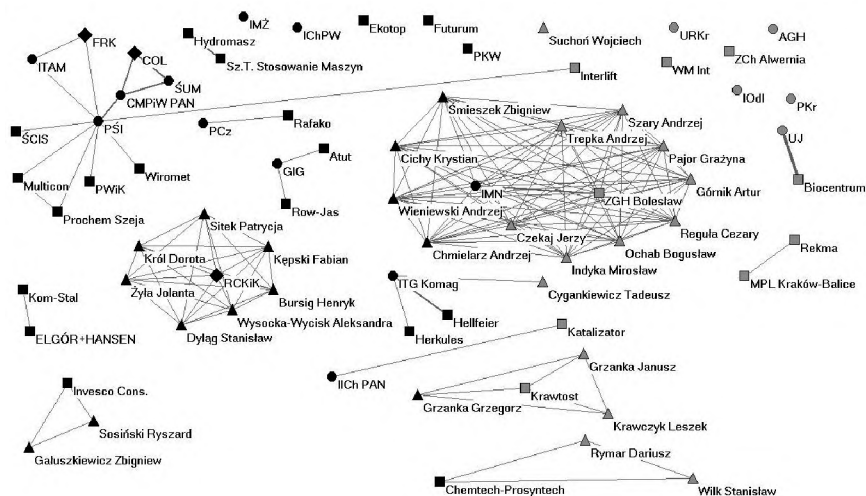 IMŻ
IChPW
Ekotop
Futurum
PKW
Suchoń Wojciech
URKr
AGH
FRK
COL
Hydromasz
Sz.T. Stosowanie Maszyn
ITAM
ŚUM
CMPiW PAN
Interlift
WM Int
ZCh Alwernia
IOdl
PKr
PŚl
ŚCIS
PCz
Rafako
Śmieszek Zbigniew
Szary Andrzej
Trepka Andrzej
UJ
Cichy Krystian
Pajor Grażyna
Multicon
PWiK
Wiromet
GIG
Atut
IMN
ZGH Bolesław
Górnik Artur
Biocentrum
Prochem Szeja
Row-Jas
Wieniewski Andrzej
Czekaj Jerzy
Reguła Cezary
Sitek Patrycja
Chmielarz Andrzej
Ochab Bogusław
Indyka Mirosław
Rekma
Król Dorota
Kępski Fabian
MPL Kraków-Balice
Żyła Jolanta
RCKiK
Bursig Henryk
ITG Komag
Cygankiewicz Tadeusz
Kom-Stal
Wysocka-Wycisk Aleksandra
Hellfeier
Dyląg Stanisław
Herkules
Katalizator
ELGÓR+HANSEN
IICh PAN
Grzanka Janusz
Invesco Cons.
Krawtost
Grzanka Grzegorz
Sosiński Ryszard
Krawczyk Leszek
Gałuszkiewicz Zbigniew
Rymar Dariusz
Chemtech-Prosyntech
Wilk Stanisław